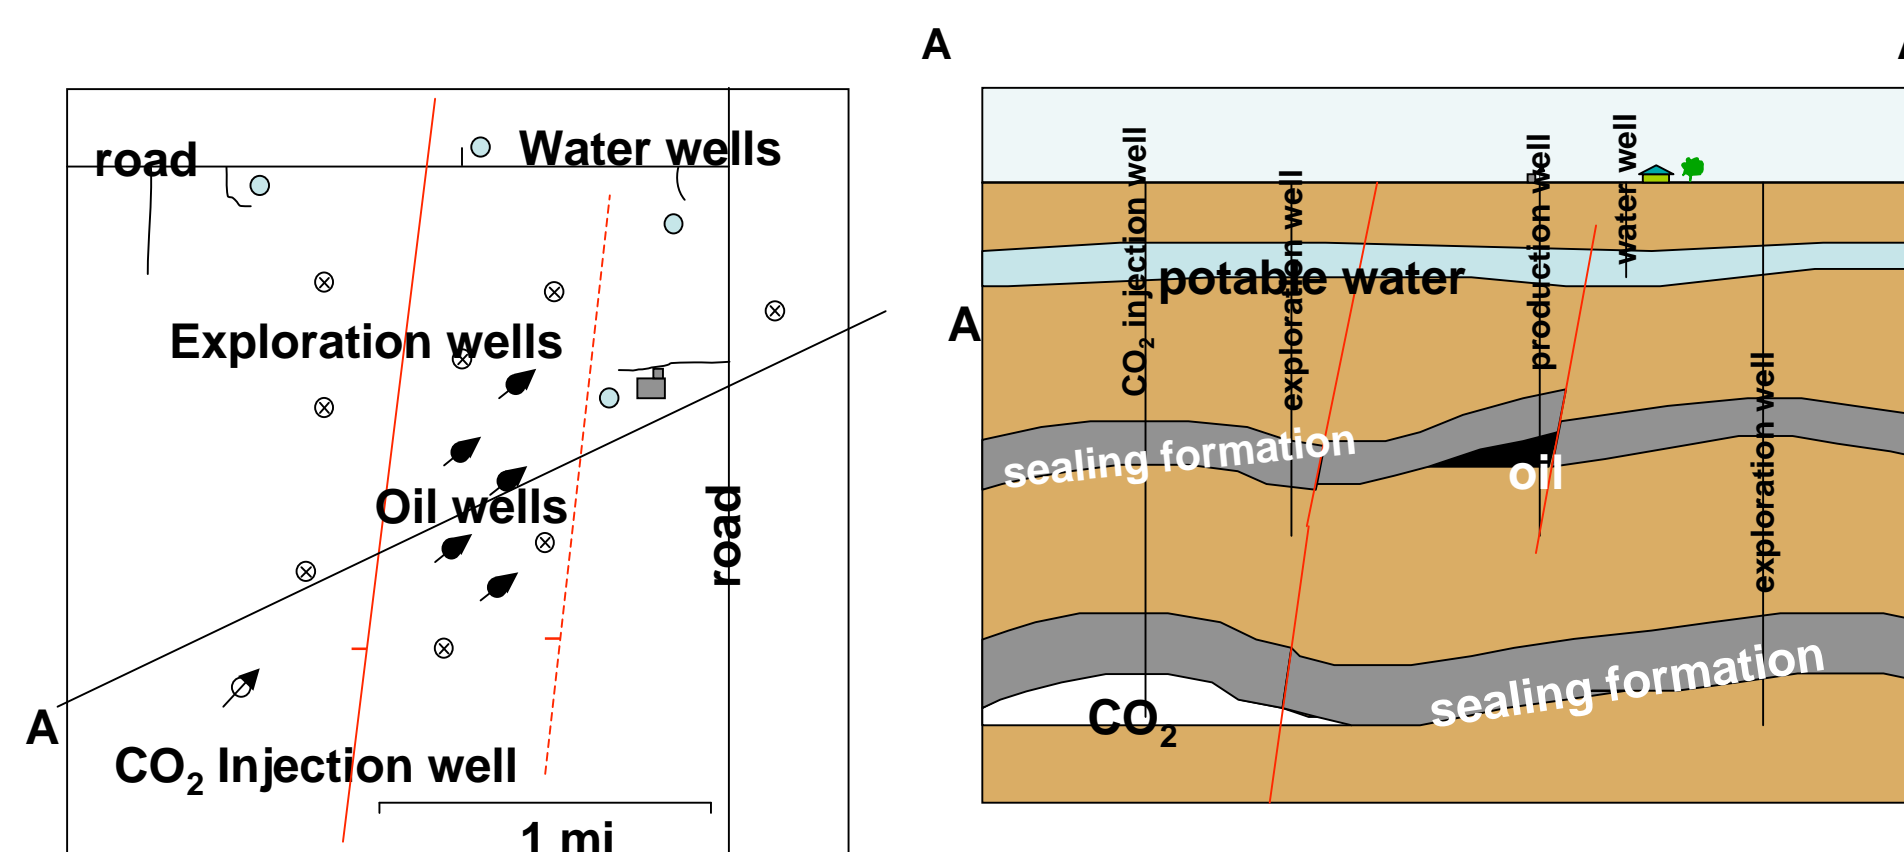 A
road
Water wells
Exploration wells
Oil wells
road
A
A
CO₂ Injection well
1 mi
CO₂ injection well
exploration well
production well
water well
potable water
exploration well
sealing formation
oil
sealing formation
CO₂